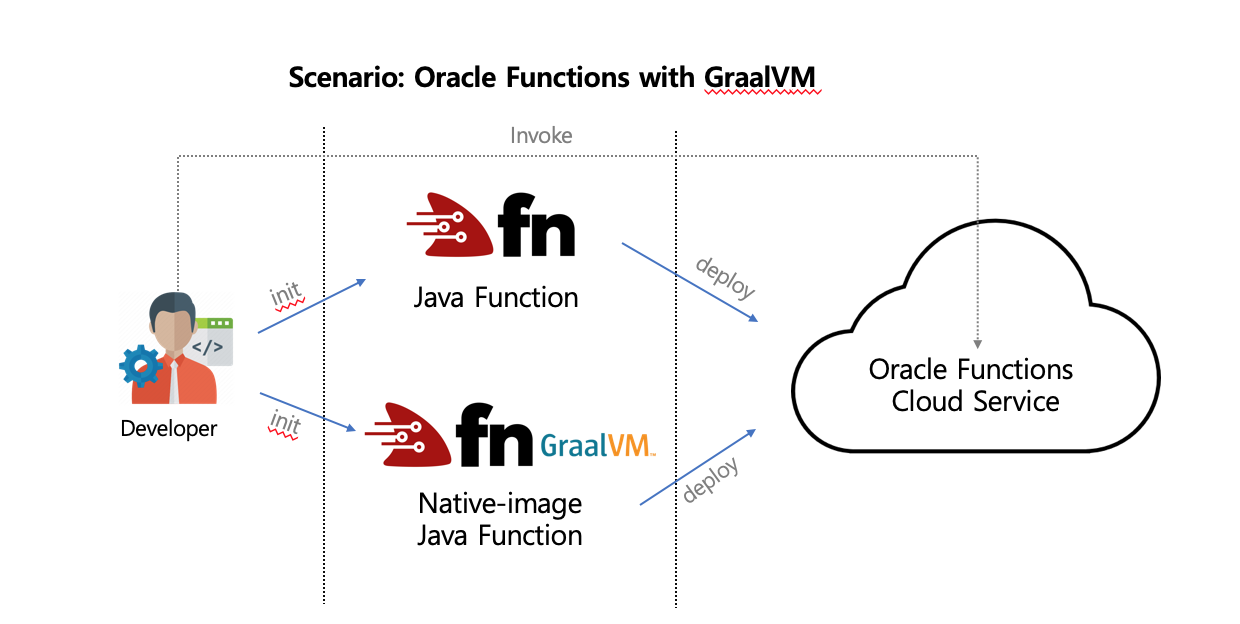 Scenario: Oracle Functions with GraalVM
Invoke
fn
init
Java Function
deploy
</>
Oracle Functions
Cloud Service
Developer
init
fn GraalVM™
Native-image
Java Function
deploy